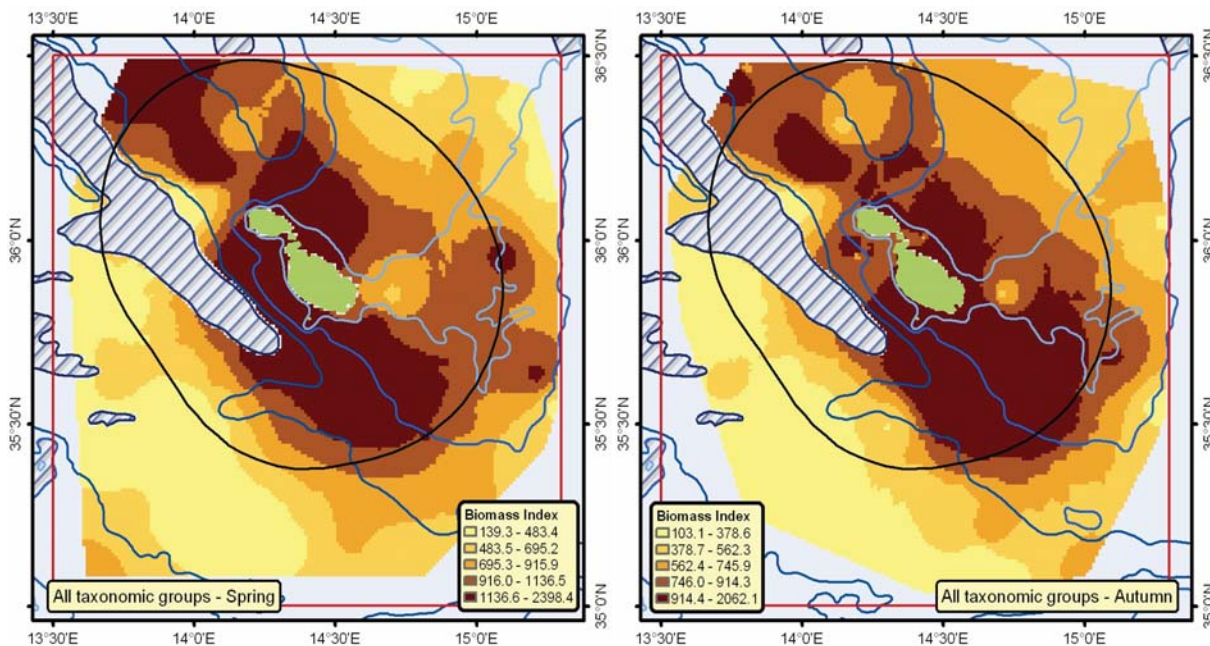 13°30'E 14°0'E 14°30'E 15°0'E
13°30'E 14°0'E 14°30'E 15°0'E
36°30'N
36°0'N
35°30'N
35°0'N
36°30'N
36°0'N
35°30'N
35°0'N
Biomass Index
139.3 - 483.4
483.5 - 695.2
695.3 - 915.9
916.0 - 1136.5
1136.6 - 2398.4
All taxonomic groups - Spring
Biomass Index
103.1 - 378.6
378.7 - 562.3
562.4 - 745.9
746.0 - 914.3
914.4 - 2062.1
All taxonomic groups - Autumn
13°30'E 14°0'E 14°30'E 15°0'E
13°30'E 14°0'E 14°30'E 15°0'E